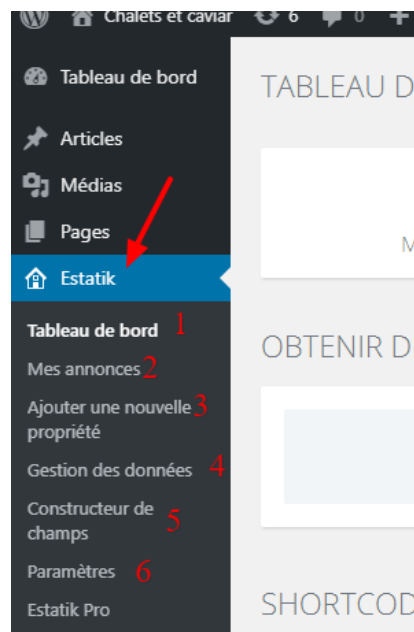 Chalets et caviar 6 0 +
Tableau de bord
TABLEAU D
Articles
Médias
Pages
M
Estatik
Tableau de bord 1
OBTENIR D
Mes annonces 2
Ajouter une nouvelle 3
propriété
Gestion des données 4
Constructeur de
champs 5
Paramètres 6
Estatik Pro
SHORTCOD